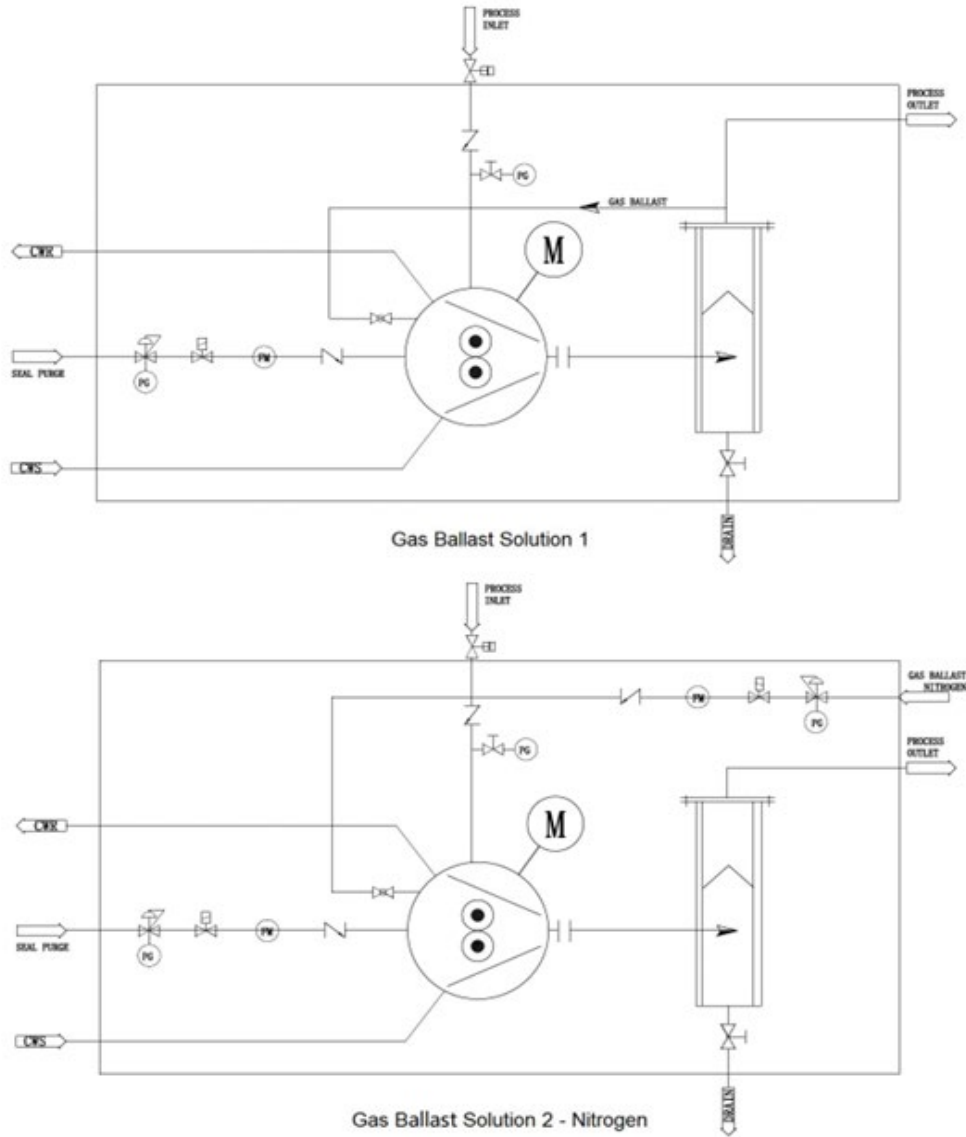 PROCESS
INLET
PROCESS
OUTLET
PG
GAS BALLAST
M
CWR
PG
FM
SEAL PURGE
CWS
DRAIN
Gas Ballast Solution 1
PROCESS
INLET
GAS BALLAST
NITROGEN
FM
PG
PG
PROCESS
OUTLET
M
CWR
FM
SEAL PURGE
PG
CWS
DRAIN
Gas Ballast Solution 2 - Nitrogen